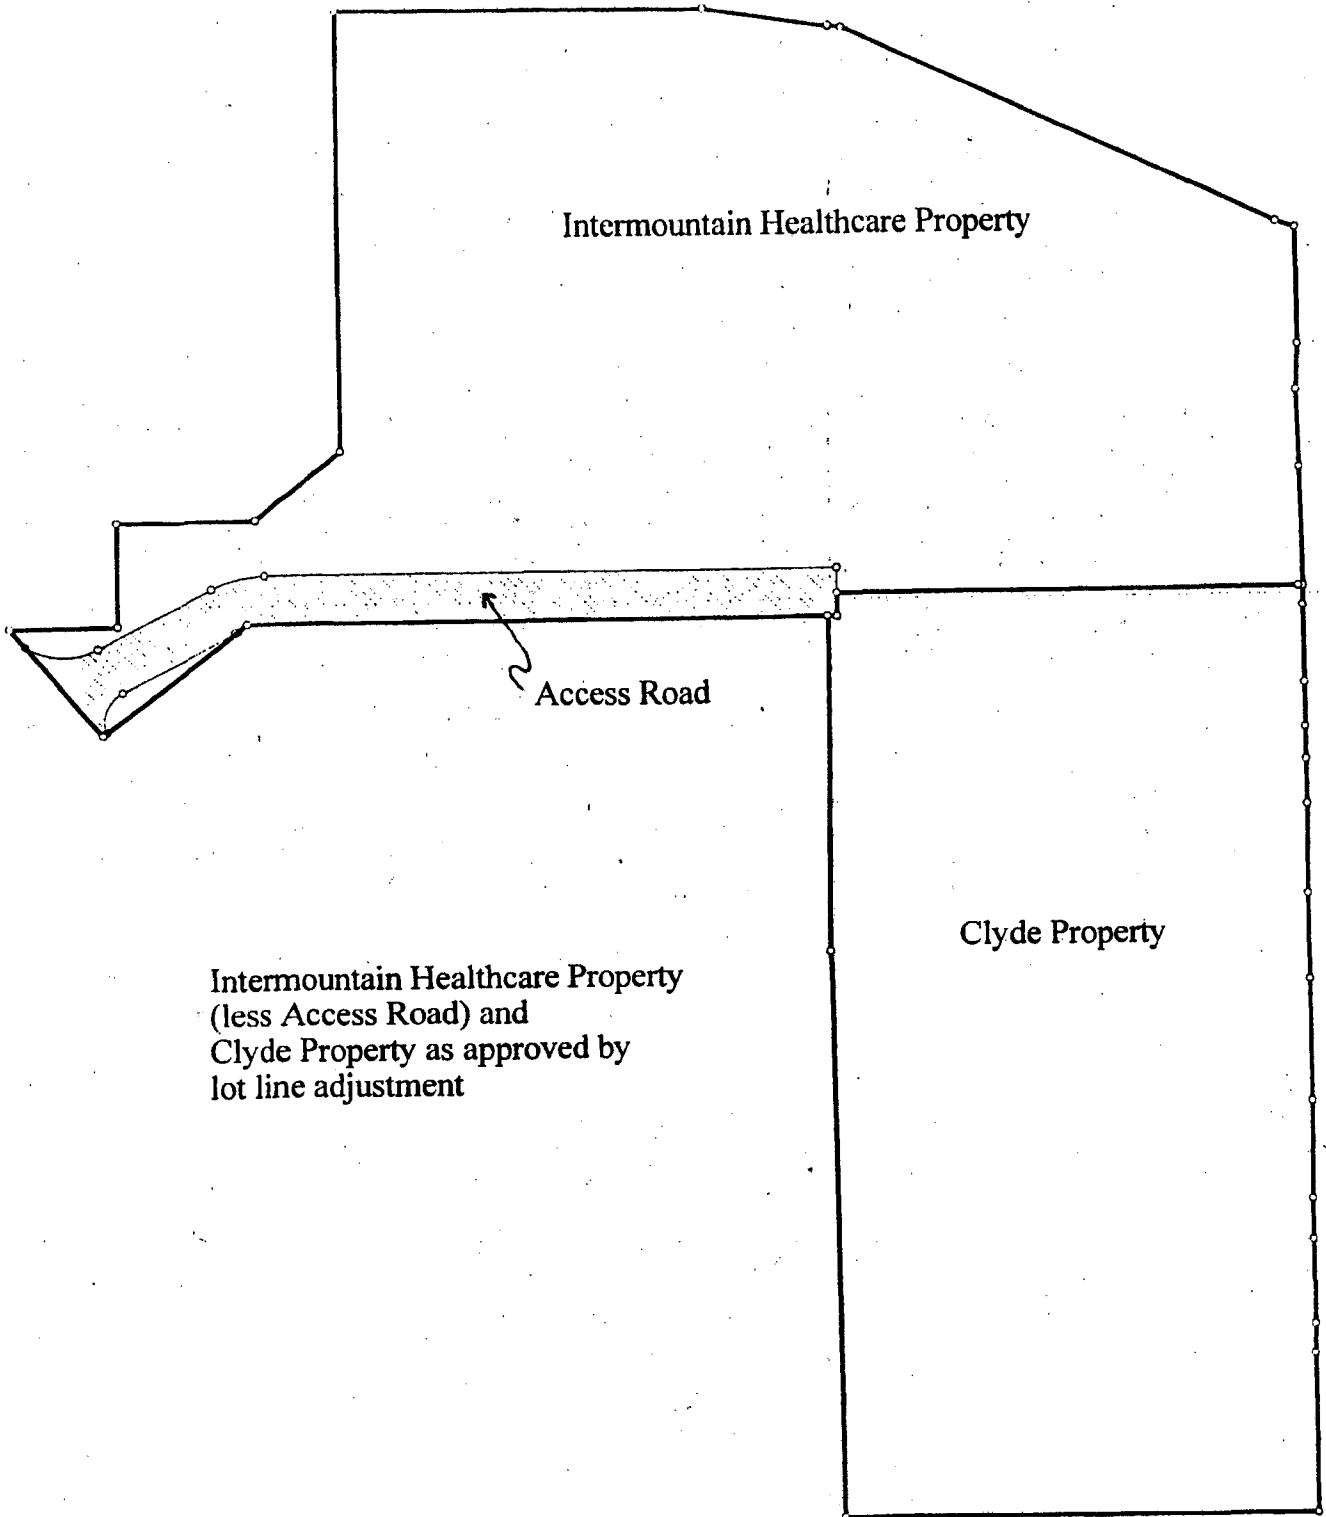 Intermountain Healthcare Property
Access Road
Clyde Property
Intermountain Healthcare Property
(less Access Road) and
Clyde Property as approved by
lot line adjustment